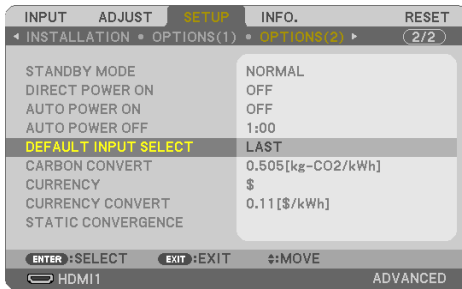 INPUT ADJUST SETUP INFO. RESET
INSTALLATION • OPTIONS(1) • OPTIONS(2) 2/2
STANDBY MODE NORMAL
DIRECT POWER ON OFF
AUTO POWER ON OFF
AUTO POWER OFF 1:00
DEFAULT INPUT SELECT LAST
CARBON CONVERT 0.505[kg-CO2/kWh]
CURRENCY $
CURRENCY CONVERT 0.11[$/kWh]
STATIC CONVERGENCE
ENTER :SELECT EXIT :EXIT :MOVE
HDMI1 ADVANCED